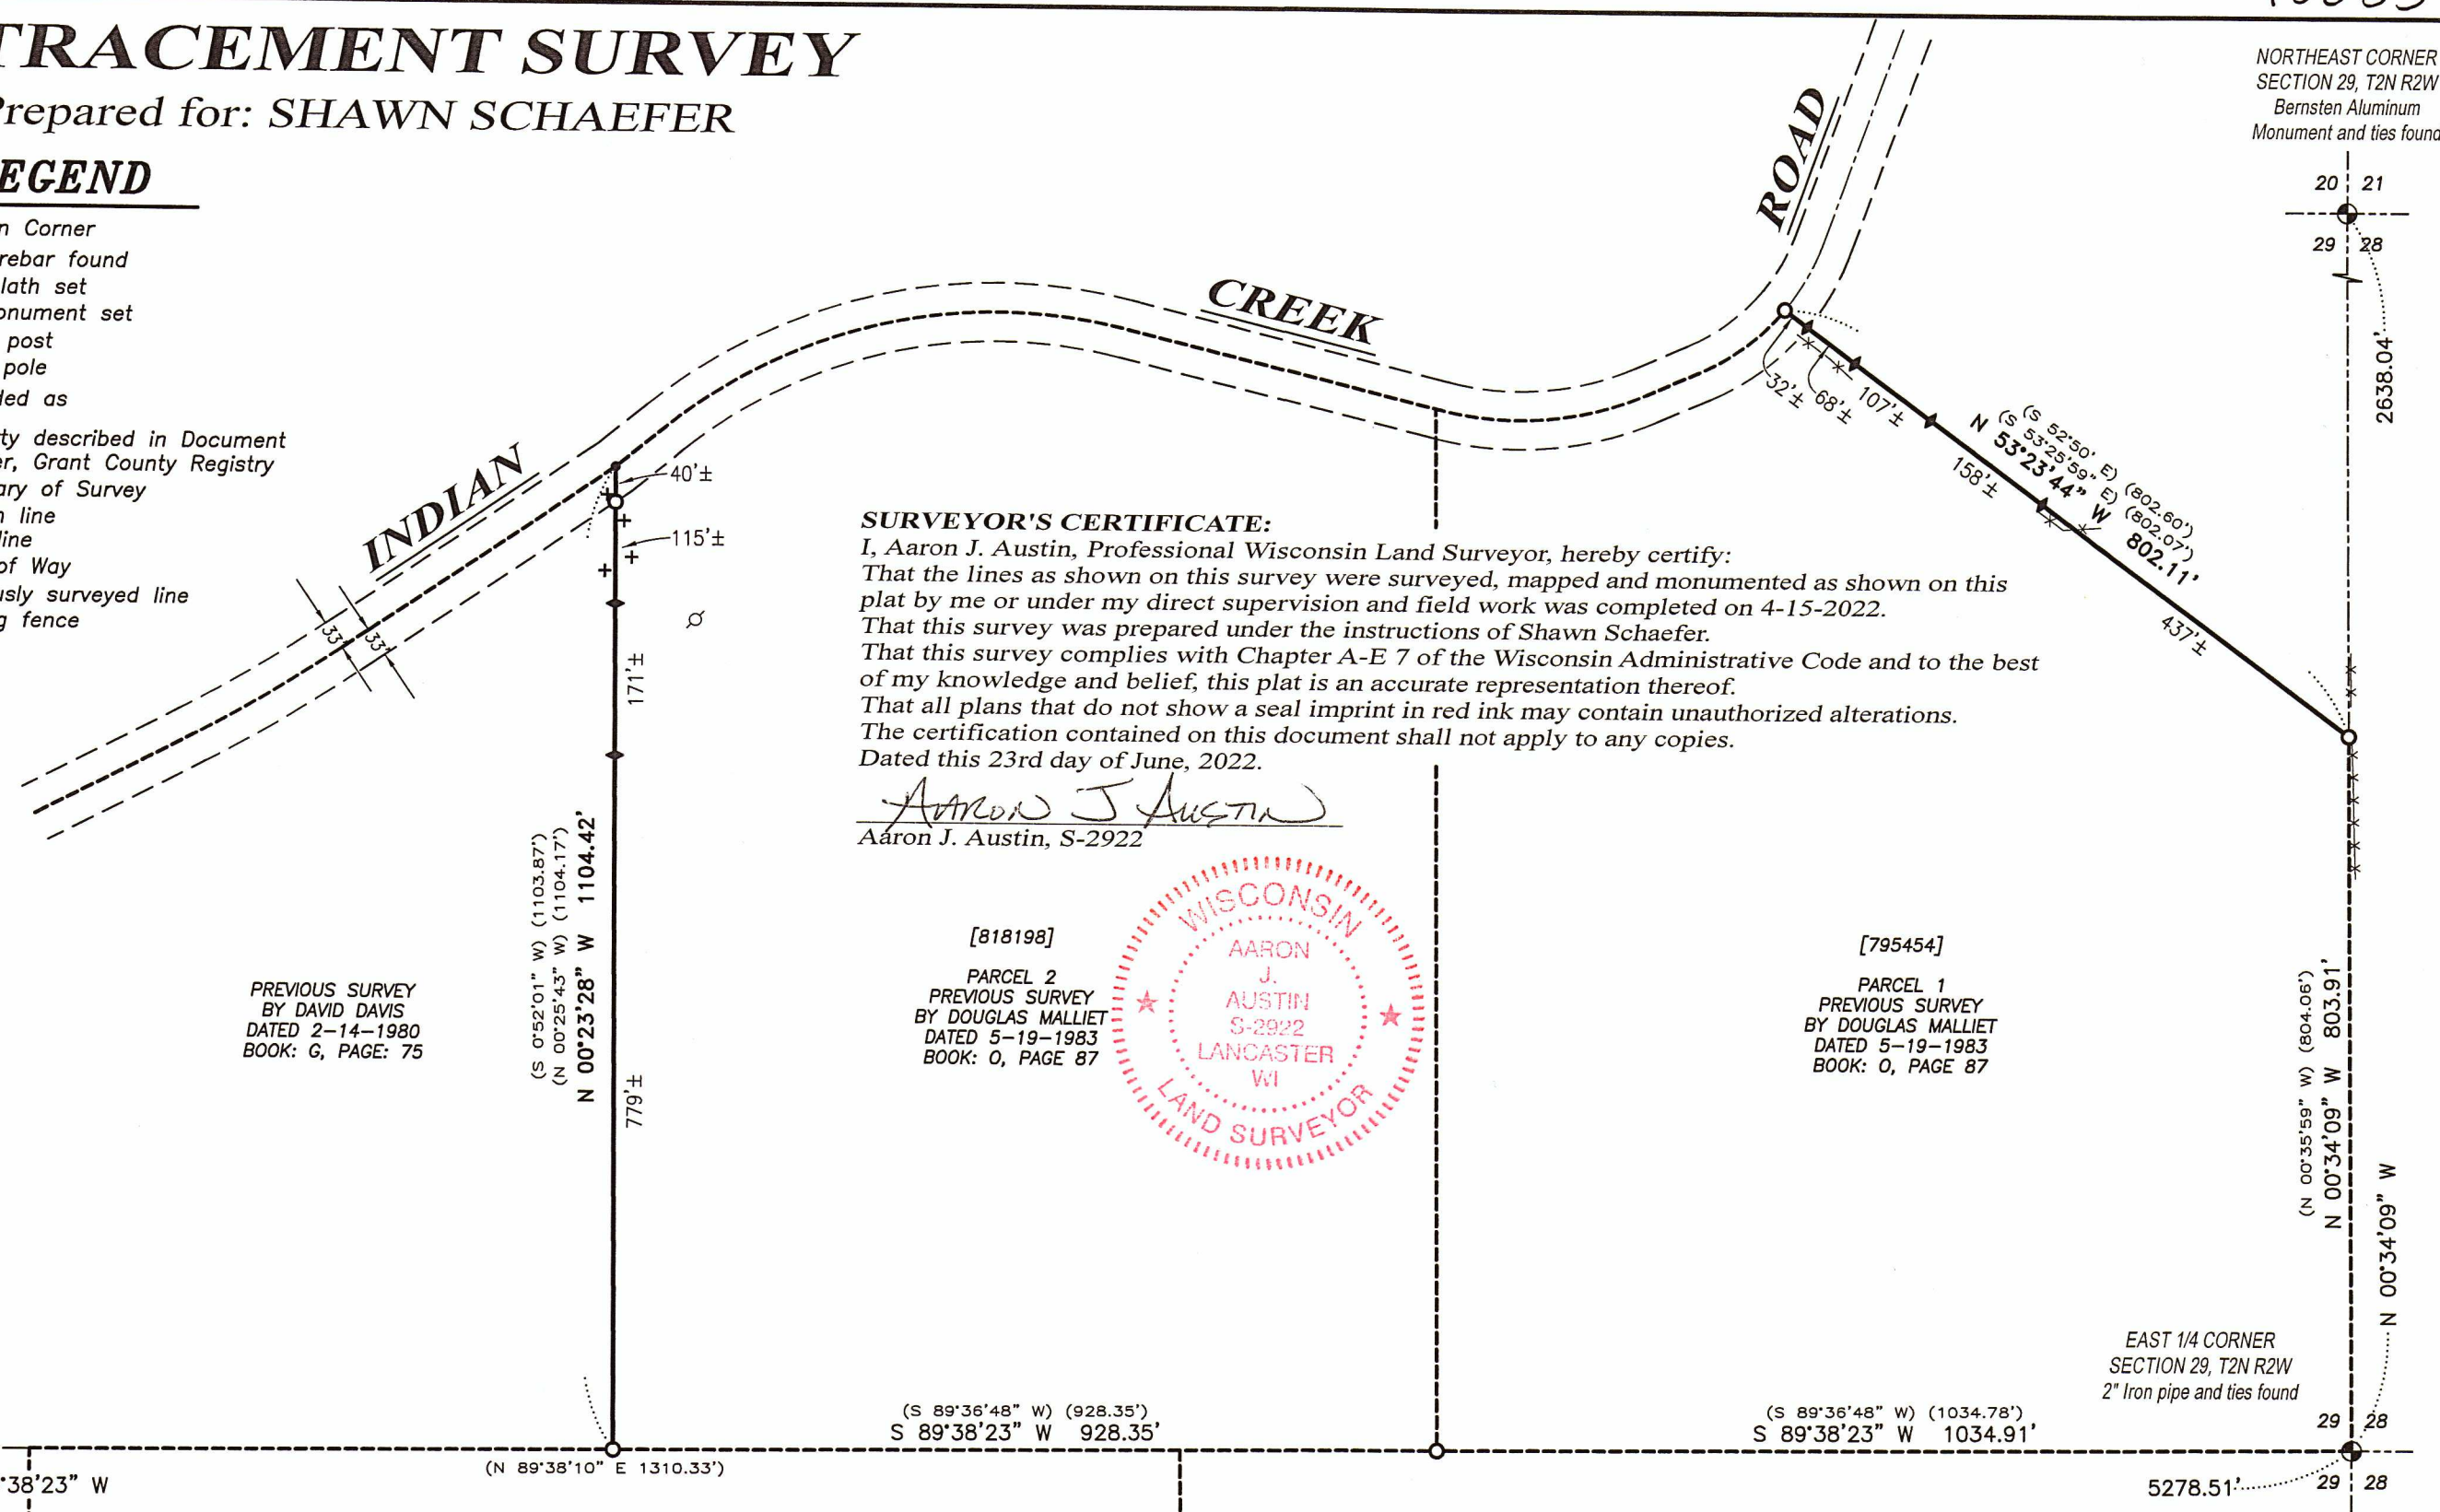 TRACEMENT SURVEY
Prepared for: SHAWN SCHAEFER
EGEND
n Corner
rebar found
lath set
onument set
post
pole
ded as
ty described in Document
er, Grant County Registry
ary of Survey
n line
line
of Way
usly surveyed line
g fence
INDIAN
CREEK
ROAD
NORTHEAST CORNER
SECTION 29, T2N R2W
Bernsten Aluminum
Monument and ties found
20 21
29 28
2638.04'
32'±
68'±
107'±
158'±
437'±
(S 52°50' E) (802.60')
(S 53°25'59" E) (802.07')
N 53°23'44" W 802.11'
40'±
115'±
171'±
779'±
33'
33'
SURVEYOR'S CERTIFICATE:
I, Aaron J. Austin, Professional Wisconsin Land Surveyor, hereby certify:
That the lines as shown on this survey were surveyed, mapped and monumented as shown on this
plat by me or under my direct supervision and field work was completed on 4-15-2022.
That this survey was prepared under the instructions of Shawn Schaefer.
That this survey complies with Chapter A-E 7 of the Wisconsin Administrative Code and to the best
of my knowledge and belief, this plat is an accurate representation thereof.
That all plans that do not show a seal imprint in red ink may contain unauthorized alterations.
The certification contained on this document shall not apply to any copies.
Dated this 23rd day of June, 2022.
AARON J AUSTIN
Aaron J. Austin, S-2922
WISCONSIN
AARON
J.
AUSTIN
S-2922
LANCASTER
WI
LAND SURVEYOR
(S 0°52'01" W) (1103.87')
(N 00°25'43" W) (1104.17')
N 00°23'28" W 1104.42'
PREVIOUS SURVEY
BY DAVID DAVIS
DATED 2-14-1980
BOOK: G, PAGE: 75
[818198]
PARCEL 2
PREVIOUS SURVEY
BY DOUGLAS MALLIET
DATED 5-19-1983
BOOK: O, PAGE 87
[795454]
PARCEL 1
PREVIOUS SURVEY
BY DOUGLAS MALLIET
DATED 5-19-1983
BOOK: O, PAGE 87
(N 00°35'59" W) (804.06')
N 00°34'09" W 803.91'
N 00°34'09" W
EAST 1/4 CORNER
SECTION 29, T2N R2W
2" Iron pipe and ties found
29 28
29 28
(S 89°36'48" W) (928.35')
S 89°38'23" W 928.35'
(S 89°36'48" W) (1034.78')
S 89°38'23" W 1034.91'
(N 89°38'10" E 1310.33')
°38'23" W
5278.51'